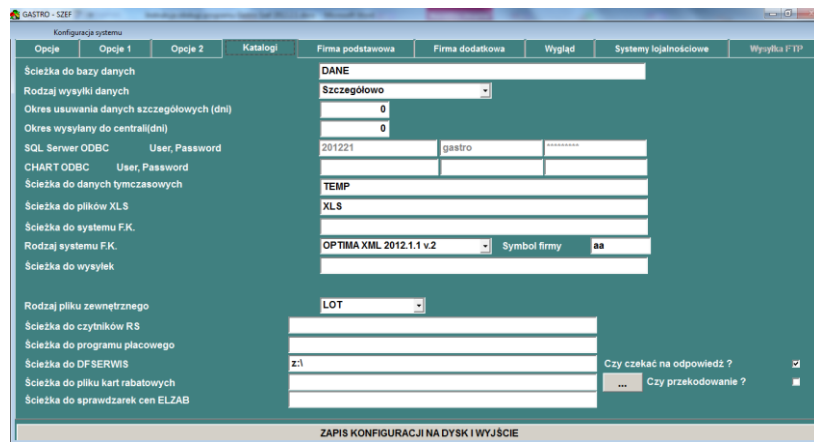 GASTRO - SZEF
Konfiguracja systemu
Opcje Opcje 1 Opcje 2 Katalogi Firma podstawowa Firma dodatkowa Wygląd Systemy lojalnościowe Wysyłka FTP
Ścieżka do bazy danych DANE
Rodzaj wysyłki danych Szczegółowo
Okres usuwania danych szczegółowych (dni) 0
Okres wysyłany do centrali(dni) 0
SQL Serwer ODBC User, Password 201221 gastro *********
CHART ODBC User, Password
Ścieżka do danych tymczasowych TEMP
Ścieżka do plików XLS XLS
Ścieżka do systemu F.K.
Rodzaj systemu F.K. OPTIMA XML 2012.1.1 v.2 Symbol firmy aa
Ścieżka do wysyłek
Rodzaj pliku zewnętrznego LOT
Ścieżka do czytników RS
Ścieżka do programu płacowego
Ścieżka do DFSERWIS z:\ Czy czekać na odpowiedź ?
Ścieżka do pliku kart rabatowych ... Czy przekodowanie ?
Ścieżka do sprawdzarek cen ELZAB
ZAPIS KONFIGURACJI NA DYSK I WYJŚCIE